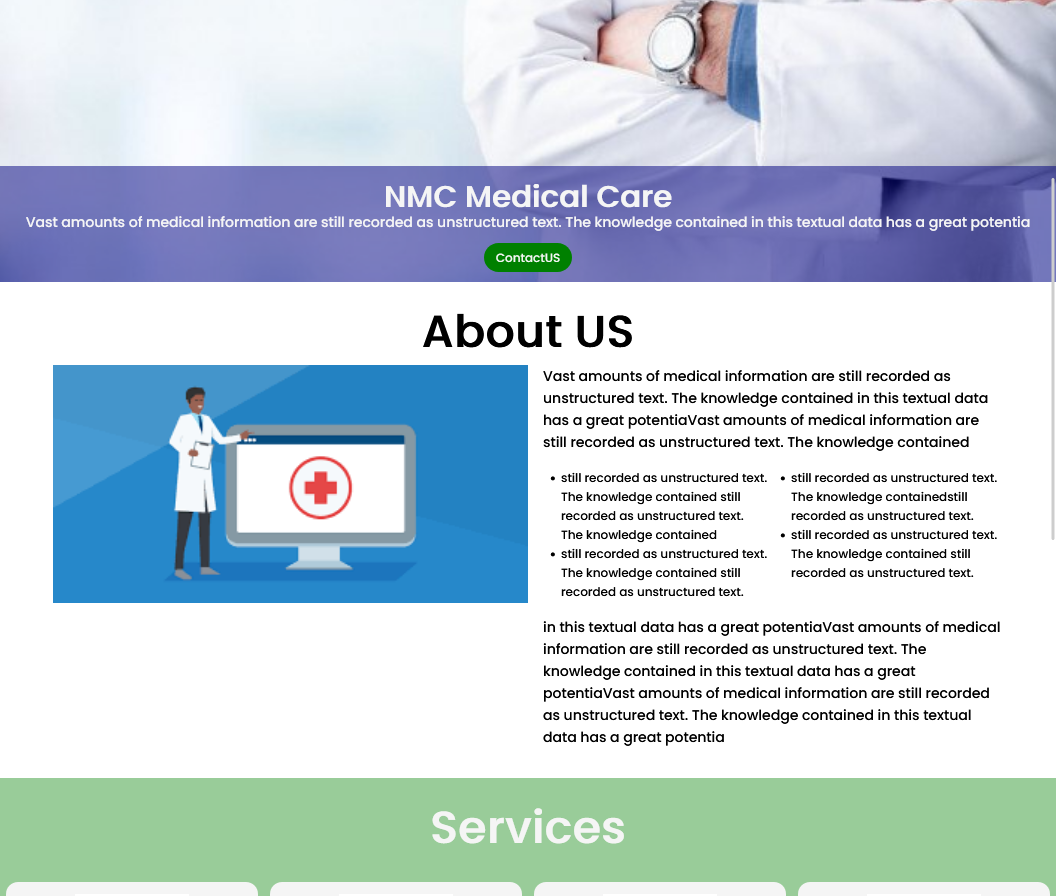 NMC Medical Care
Vast amounts of medical information are still recorded as unstructured text. The knowledge contained in this textual data has a great potentia
ContactUS
About US
Vast amounts of medical information are still recorded as
unstructured text. The knowledge contained in this textual data
has a great potentiaVast amounts of medical information are
still recorded as unstructured text. The knowledge contained
• still recorded as unstructured text.
The knowledge contained still
recorded as unstructured text.
The knowledge contained
• still recorded as unstructured text.
The knowledge contained still
recorded as unstructured text.
• still recorded as unstructured text.
The knowledge containedstill
recorded as unstructured text.
• still recorded as unstructured text.
The knowledge contained still
recorded as unstructured text.
in this textual data has a great potentiaVast amounts of medical
information are still recorded as unstructured text. The
knowledge contained in this textual data has a great
potentiaVast amounts of medical information are still recorded
as unstructured text. The knowledge contained in this textual
data has a great potentia
Services